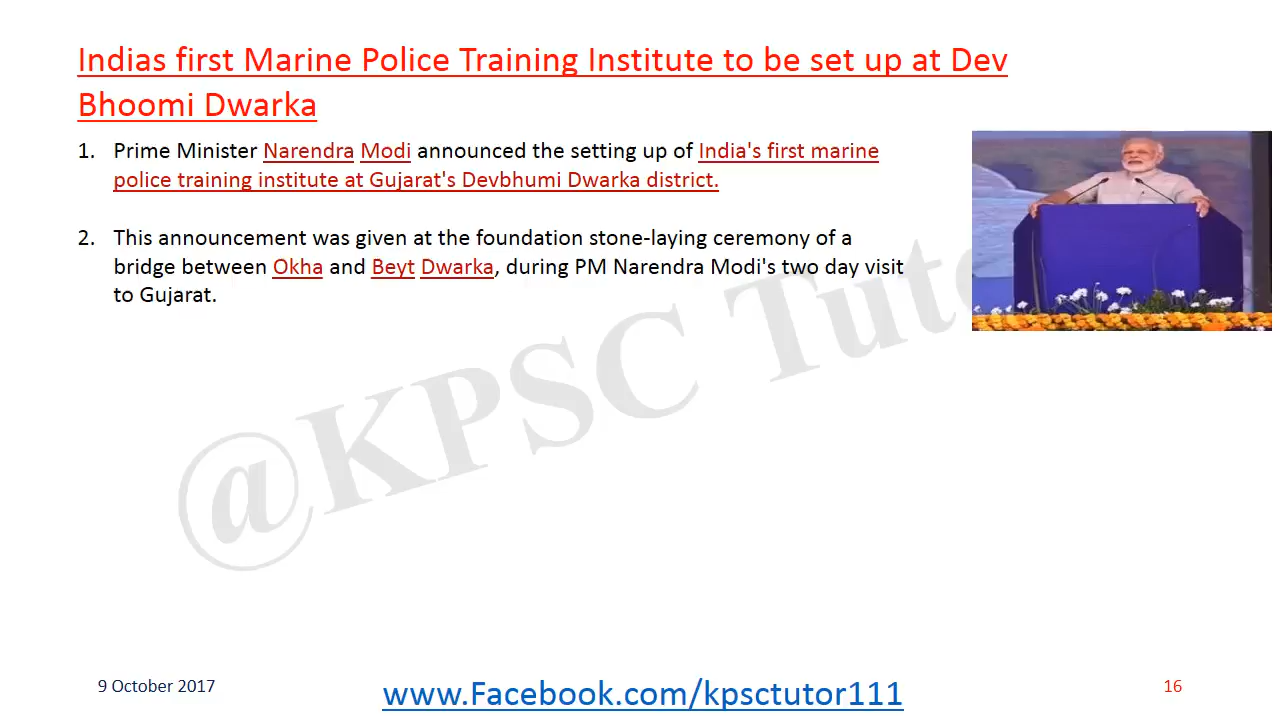 Indias first Marine Police Training Institute to be set up at Dev
Bhoomi Dwarka
1. Prime Minister Narendra Modi announced the setting up of India's first marine
police training institute at Gujarat's Devbhumi Dwarka district.
2. This announcement was given at the foundation stone-laying ceremony of a
bridge between Okha and Beyt Dwarka, during PM Narendra Modi's two day visit
to Gujarat.
@KPSC Tuto
9 October 2017
www.Facebook.com/kpsctutor111
16